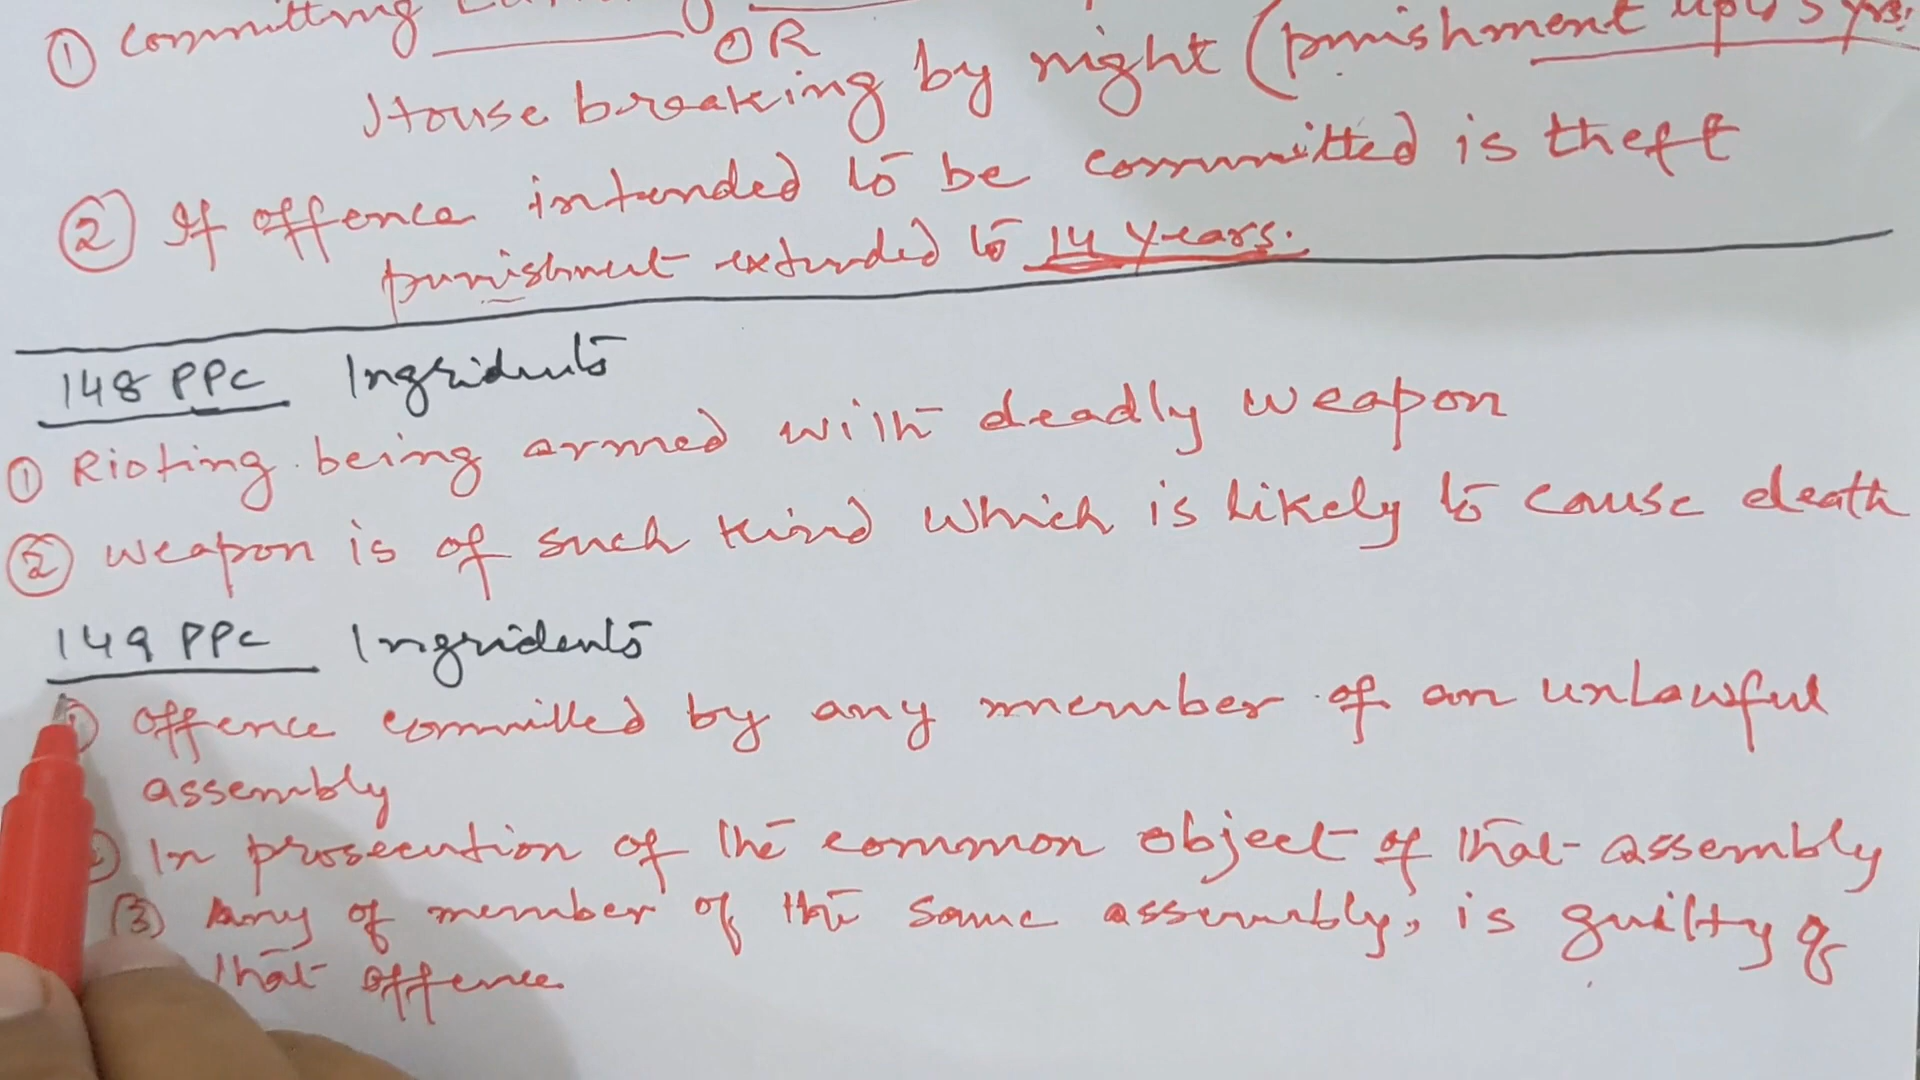 ① Committing
OR
House breaking by night (punishment upto 5 yrs.
② If offence intended to be committed is theft
punishment extended to 14 years.
148 PPC Ingridents
① Rioting being armed with deadly weapon
② weapon is of such kind which is likely to cause death
149 PPC Ingridents
① offence committed by any member of an unlawful
assembly
In prosecution of the common object of that assembly
③ Any of member of the same assembly, is guilty of
that offence